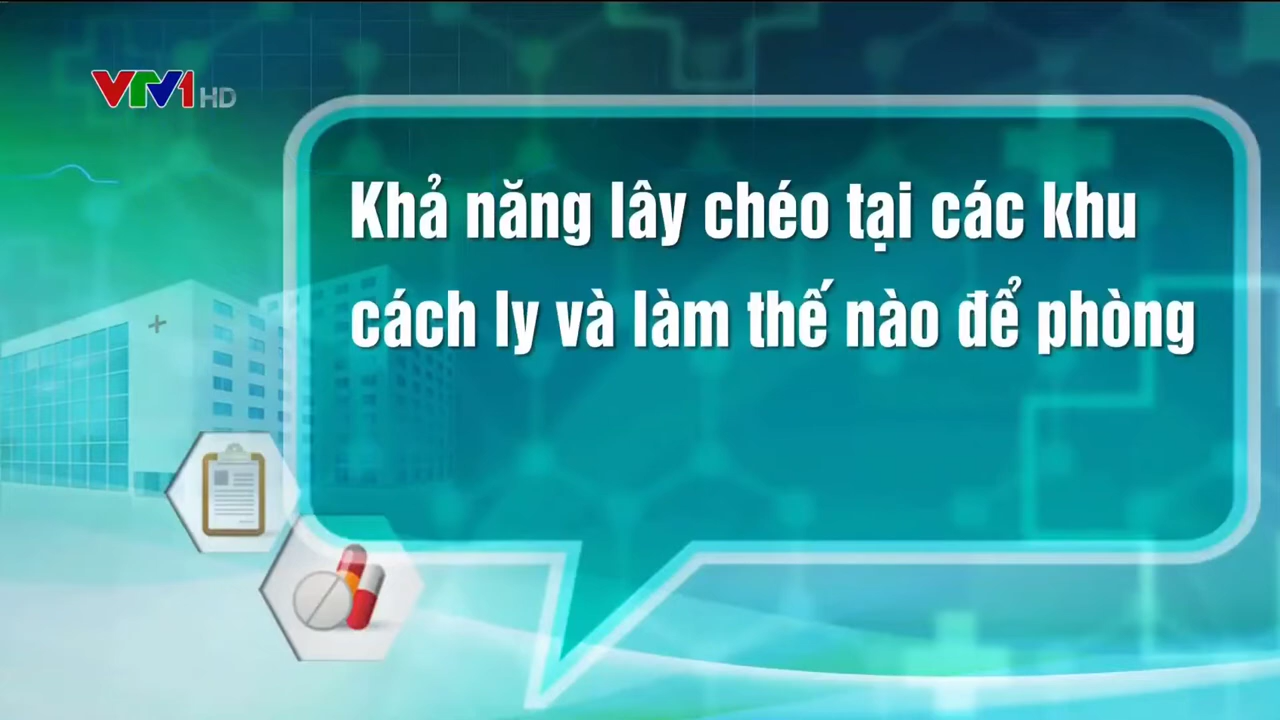 VTV1 HD
Khả năng lây chéo tại các khu
cách ly và làm thế nào để phòng